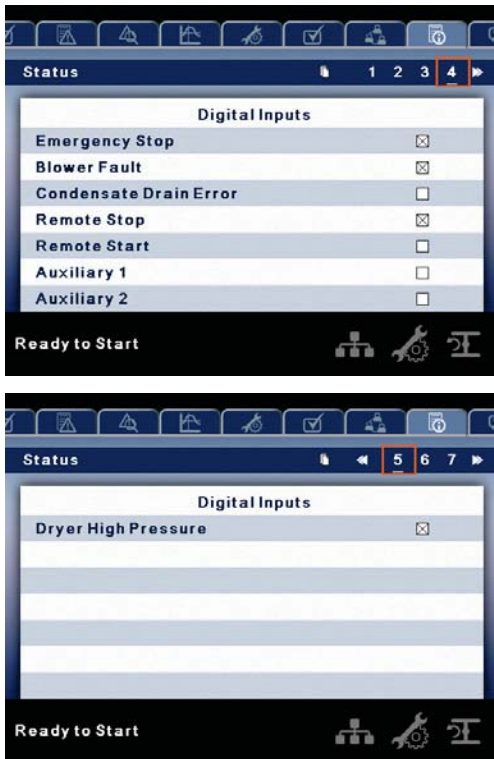 Status 1 2 3 4
Digital Inputs
Emergency Stop
Blower Fault
Condensate Drain Error
Remote Stop
Remote Start
Auxiliary 1
Auxiliary 2
Ready to Start
Status 5 6 7
Digital Inputs
Dryer High Pressure
Ready to Start